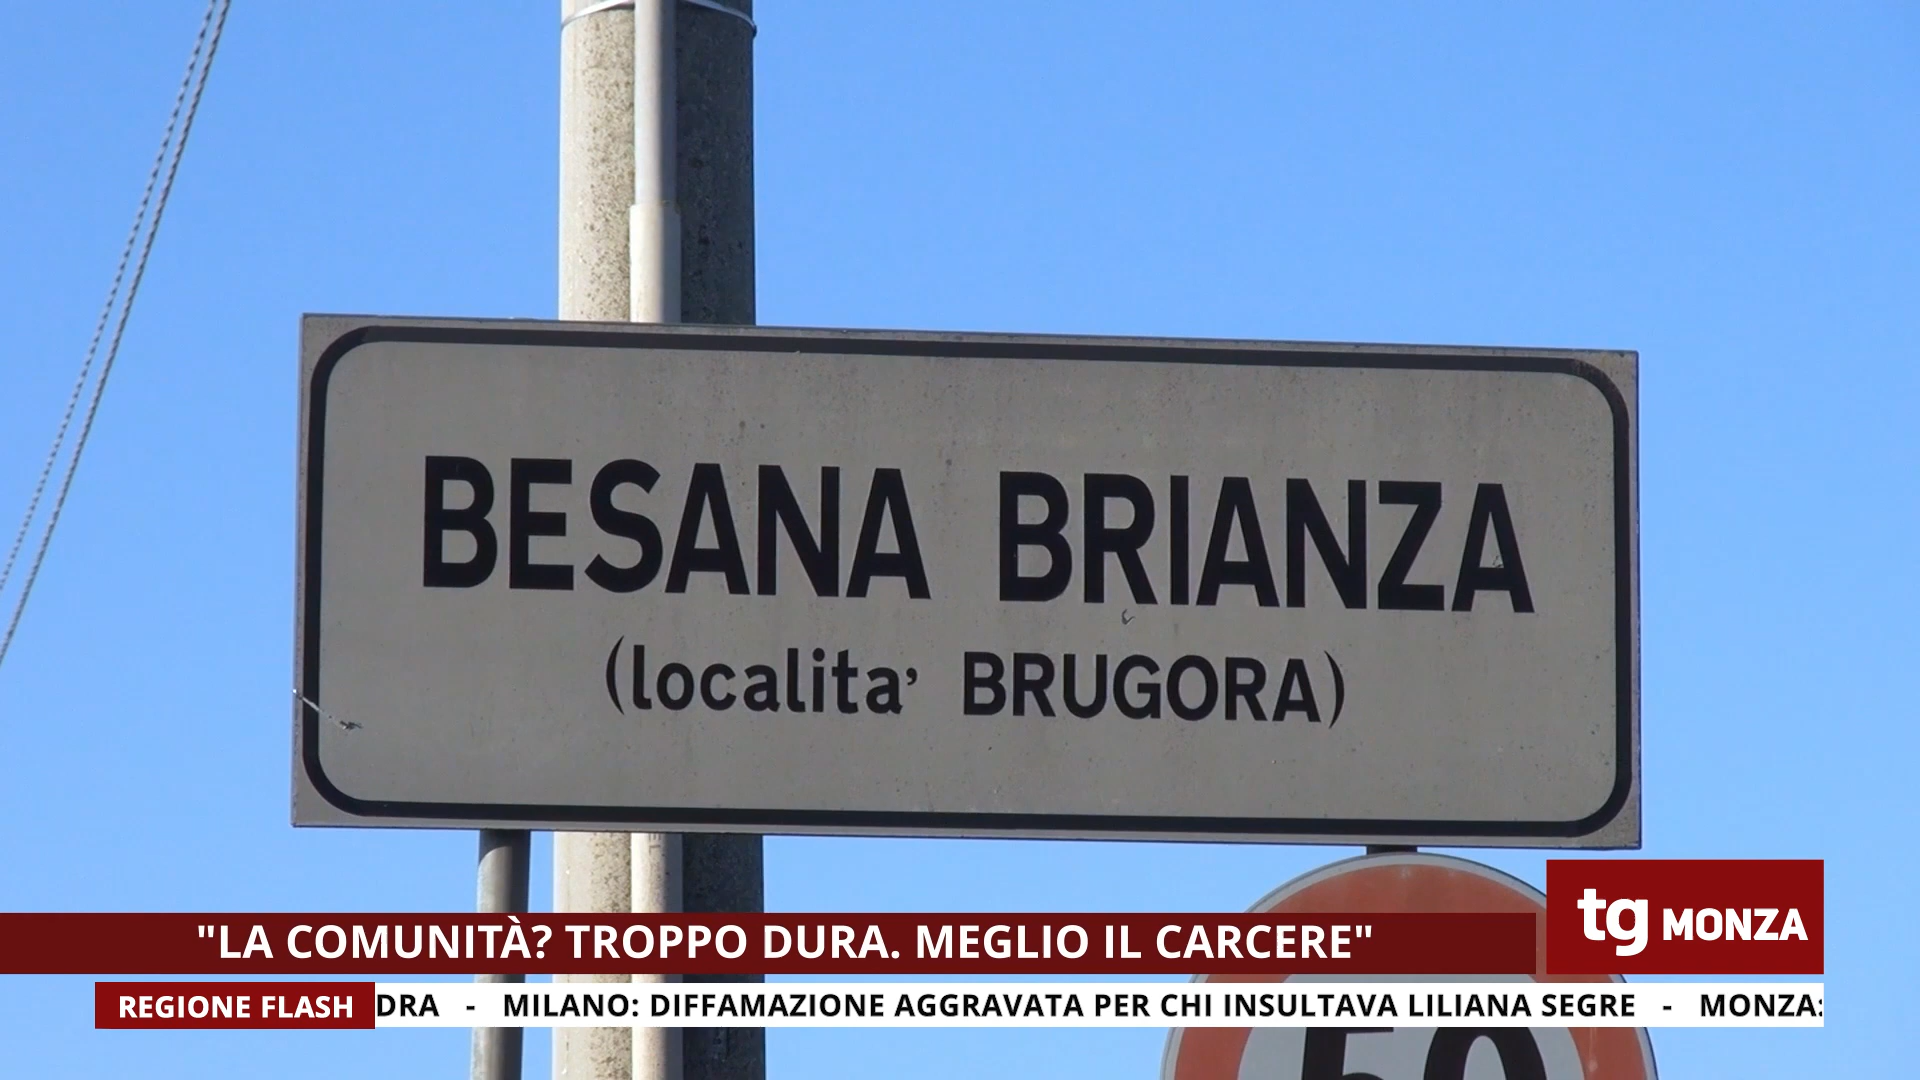 BESANA BRIANZA
(localita' BRUGORA)
"LA COMUNITÀ? TROPPO DURA. MEGLIO IL CARCERE"
tg MONZA
REGIONE FLASH
DRA - MILANO: DIFFAMAZIONE AGGRAVATA PER CHI INSULTAVA LILIANA SEGRE - MONZA:
50